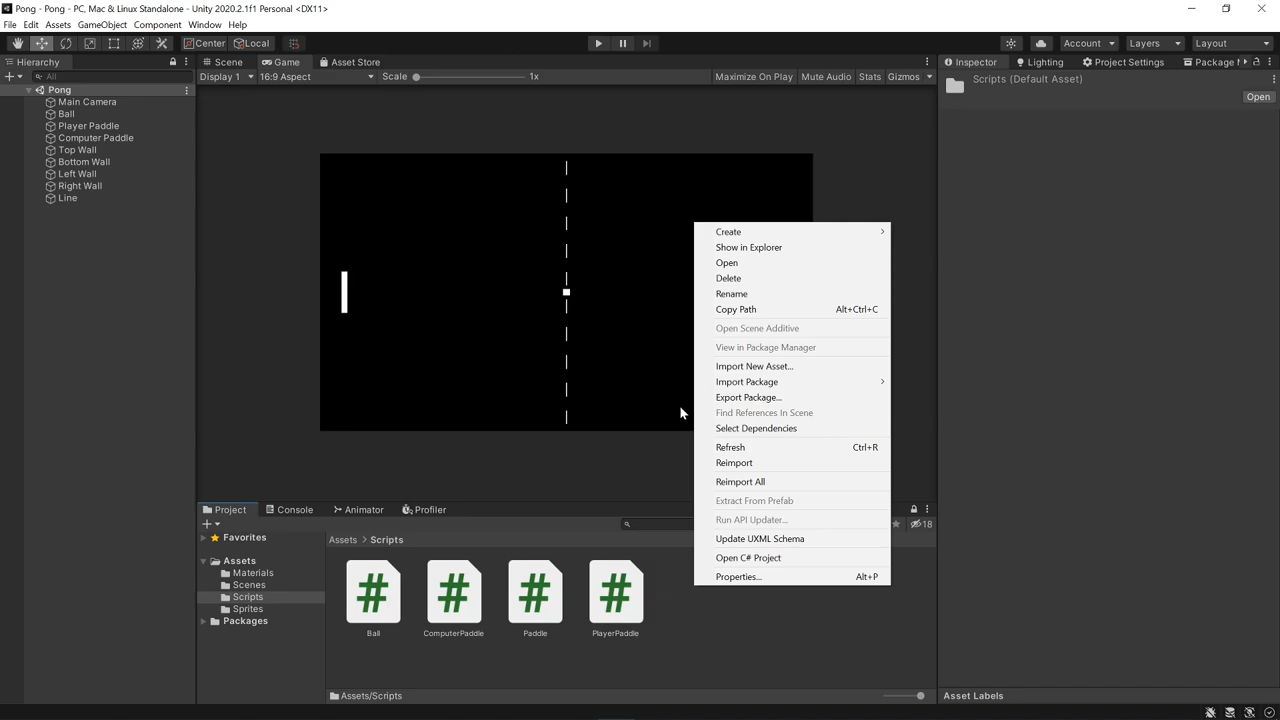 Pong - Pong - PC, Mac & Linux Standalone - Unity 2020.2.1f1 Personal <DX11>
File Edit Assets GameObject Component Window Help
Center Local Account Layers Layout
Hierarchy Scene Game Asset Store Inspector Lighting Project Settings Package M
All Display 1 16:9 Aspect Scale 1x Maximize On Play Mute Audio Stats Gizmos Scripts (Default Asset)
Open
Pong
Main Camera
Ball
Player Paddle
Computer Paddle
Top Wall
Bottom Wall
Left Wall
Right Wall
Line
Create
Show in Explorer
Open
Delete
Rename
Copy Path Alt+Ctrl+C
Open Scene Additive
View in Package Manager
Import New Asset...
Import Package
Export Package...
Find References In Scene
Select Dependencies
Refresh Ctrl+R
Reimport
Reimport All
Extract From Prefab
Run API Updater...
Update UXML Schema
Open C# Project
Properties... Alt+P
Project Console Animator Profiler
18
Favorites
Assets
Materials
Scenes
Scripts
Sprites
Packages
Assets > Scripts
# # # #
Ball ComputerPaddle Paddle PlayerPaddle
Assets/Scripts
Asset Labels